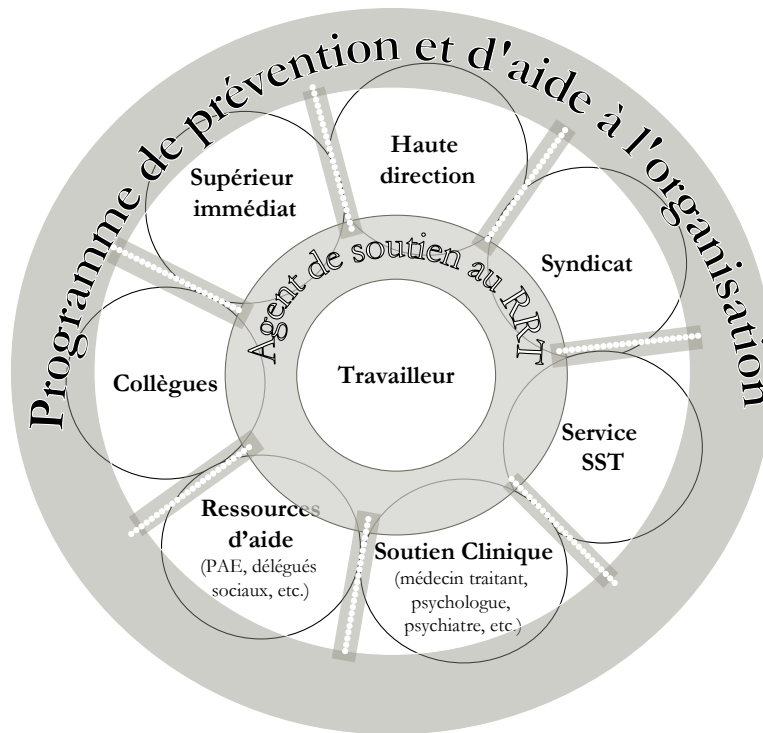 Programme de prévention et d'aide à l'organisation
Haute
direction
Supérieur
immédiat
Agent de soutien au RRT
Syndicat
Travailleur
Collègues
Service
SST
Ressources
d’aide
(PAE, délégués
sociaux, etc.)
Soutien Clinique
(médecin traitant,
psychologue,
psychiatre, etc.)